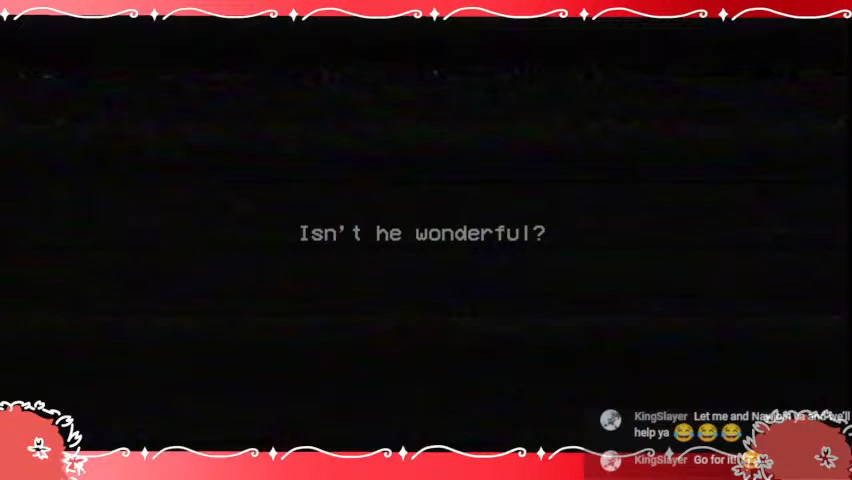 Isn't he wonderful?
KingSlayer Let me and
help ya 😂😂😂
KingSlayer Go for it!!